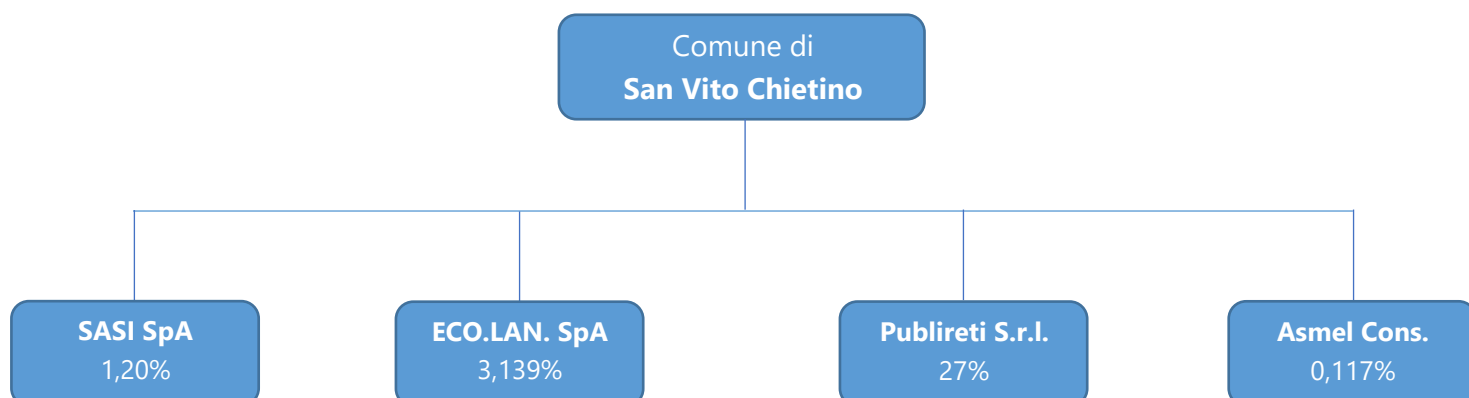 Comune di
San Vito Chietino
SASI SpA
1,20%
ECO.LAN. SpA
3,139%
Publireti S.r.l.
27%
Asmel Cons.
0,117%